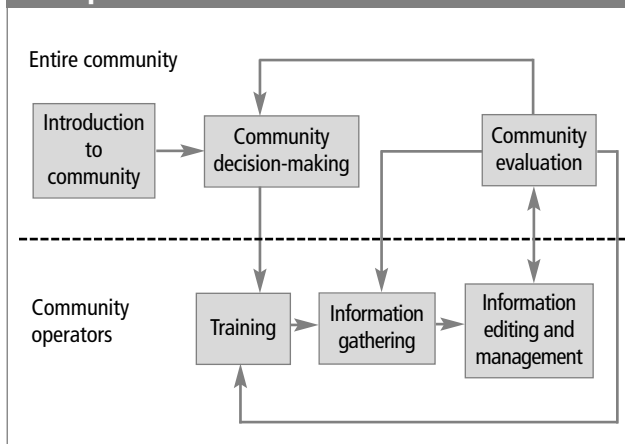 Entire community
Introduction
to
community
Community
decision-making
Community
evaluation
Community
operators
Training
Information
gathering
Information
editing and
management